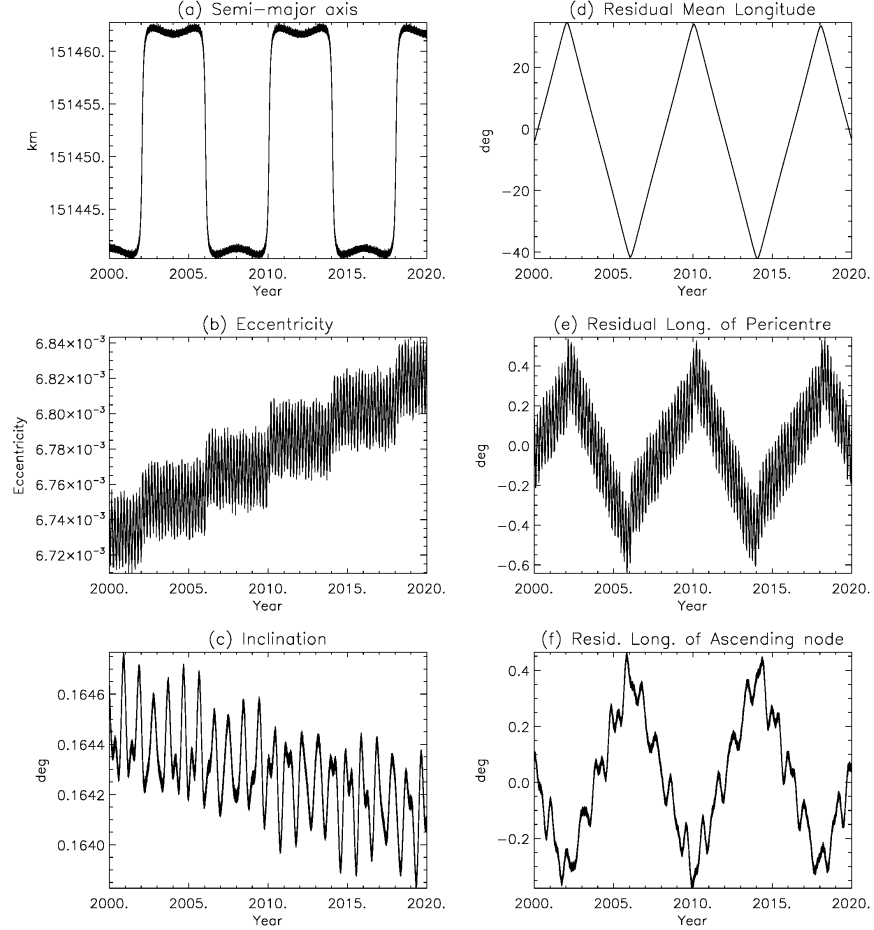 (a) Semi-major axis
151460.
151455.
151450.
151445.
km
2000. 2005. 2010. 2015. 2020.
Year
(d) Residual Mean Longitude
20
0
-20
-40
deg
2000. 2005. 2010. 2015. 2020.
Year
(b) Eccentricity
6.84×10⁻³
6.82×10⁻³
6.80×10⁻³
6.78×10⁻³
6.76×10⁻³
6.74×10⁻³
6.72×10⁻³
Eccentricity
2000. 2005. 2010. 2015. 2020.
Year
(e) Residual Long. of Pericentre
0.4
0.2
0.0
-0.2
-0.4
-0.6
deg
2000. 2005. 2010. 2015. 2020.
Year
(c) Inclination
0.1646
0.1644
0.1642
0.1640
deg
2000. 2005. 2010. 2015. 2020.
Year
(f) Resid. Long. of Ascending node
0.4
0.2
0.0
-0.2
deg
2000. 2005. 2010. 2015. 2020.
Year